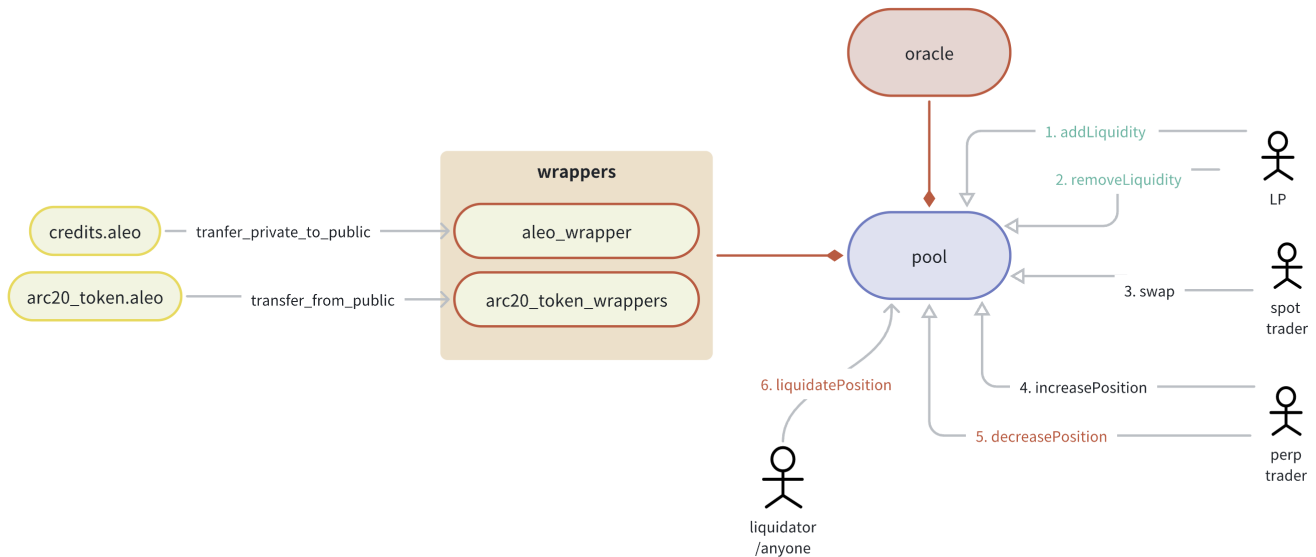 oracle
1. addLiquidity
2. removeLiquidity
LP
wrappers
credits.aleo
tranfer_private_to_public
aleo_wrapper
pool
arc20_token.aleo
transfer_from_public
arc20_token_wrappers
3. swap
spot
trader
6. liquidatePosition
4. increasePosition
5. decreasePosition
perp
trader
liquidator
/anyone